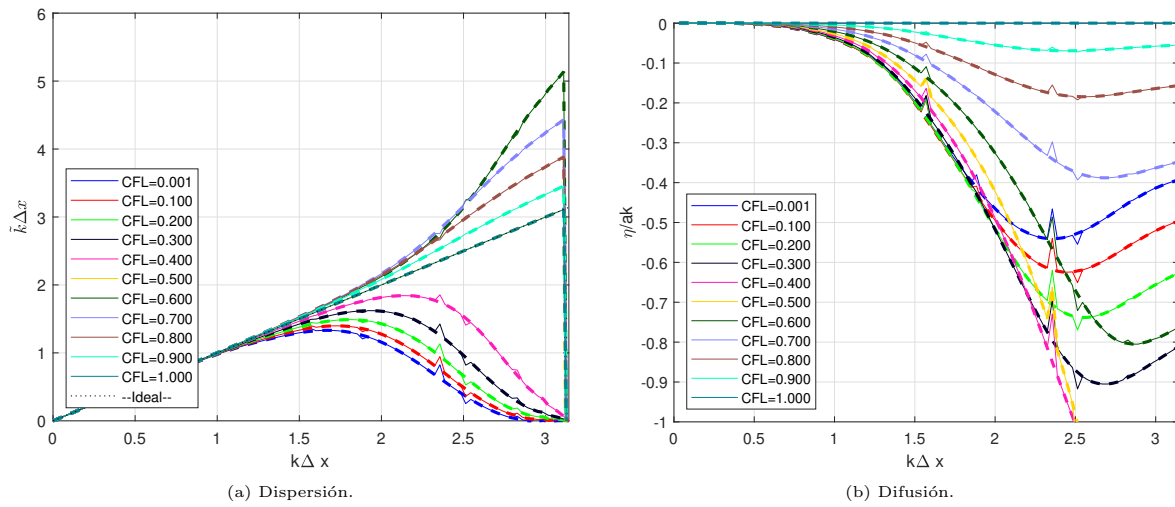 6
5
4
3
2
1
0
k̃Δx
CFL=0.001
CFL=0.100
CFL=0.200
CFL=0.300
CFL=0.400
CFL=0.500
CFL=0.600
CFL=0.700
CFL=0.800
CFL=0.900
CFL=1.000
--Ideal--
0 0.5 1 1.5 2 2.5 3
kΔ x
(a) Dispersión.
0
-0.1
-0.2
-0.3
-0.4
-0.5
-0.6
-0.7
-0.8
-0.9
-1
η/ak
CFL=0.001
CFL=0.100
CFL=0.200
CFL=0.300
CFL=0.400
CFL=0.500
CFL=0.600
CFL=0.700
CFL=0.800
CFL=0.900
CFL=1.000
0 0.5 1 1.5 2 2.5 3
kΔ x
(b) Difusión.